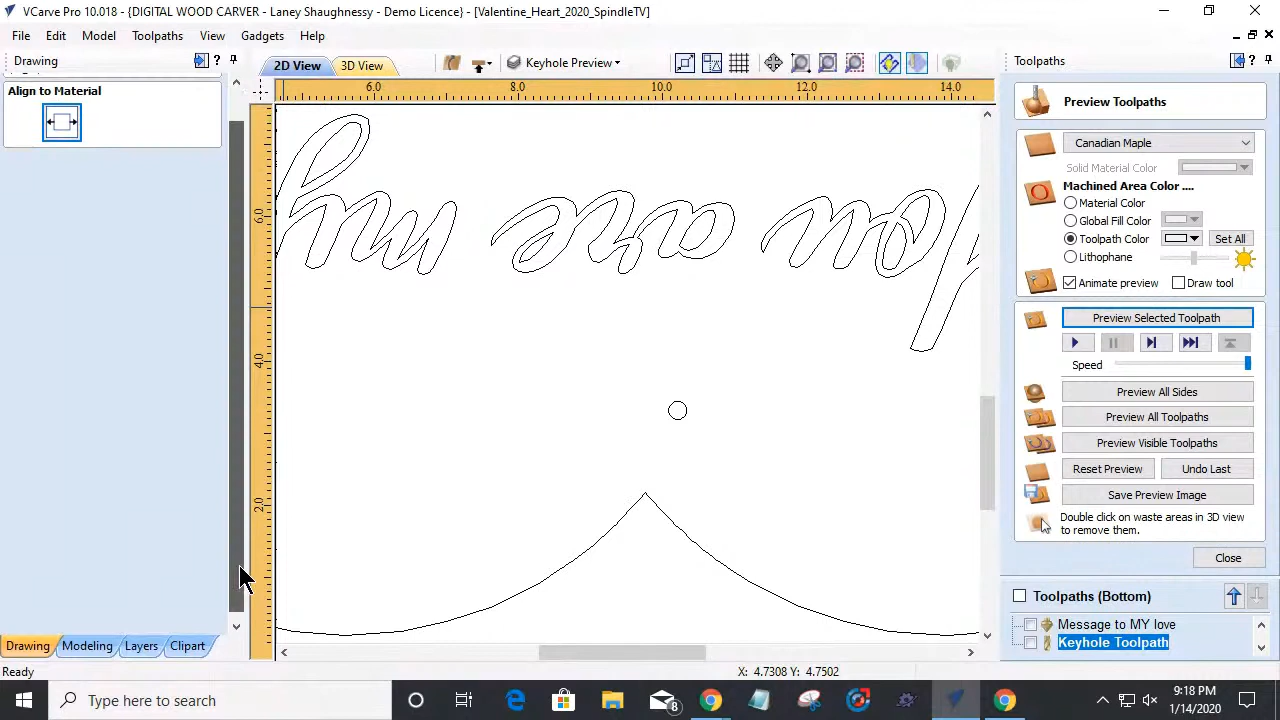 VCarve Pro 10.018 - {DIGITAL WOOD CARVER - Laney Shaughnessy - Demo Licence} - [Valentine_Heart_2020_SpindleTV]
File Edit Model Toolpaths View Gadgets Help
Drawing
Align to Material
Drawing Modeling Layers Clipart
Ready
2D View 3D View Keyhole Preview
6.0 8.0 10.0 12.0 14.0
6.0
4.0
2.0
you are my
X: 4.7308 Y: 4.7502
Toolpaths
Preview Toolpaths
Canadian Maple
Solid Material Color
Machined Area Color ....
Material Color
Global Fill Color
Toolpath Color Set All
Lithophane
Animate preview Draw tool
Preview Selected Toolpath
Speed
Preview All Sides
Preview All Toolpaths
Preview Visible Toolpaths
Reset Preview Undo Last
Save Preview Image
Double click on waste areas in 3D view
to remove them.
Close
Toolpaths (Bottom)
Message to MY love
Keyhole Toolpath
Type here to search
8
9:18 PM
1/14/2020